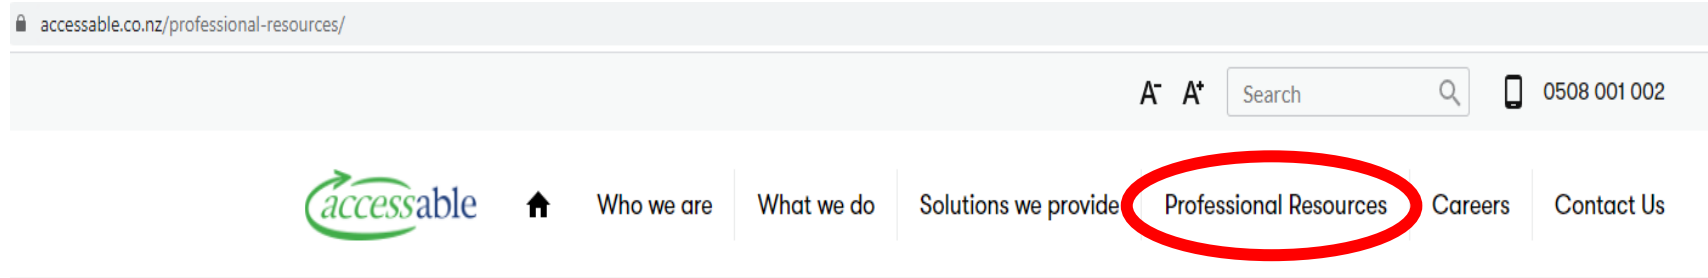 accessable.co.nz/professional-resources/
A- A+ Search 0508 001 002
accessable Who we are What we do Solutions we provide Professional Resources Careers Contact Us